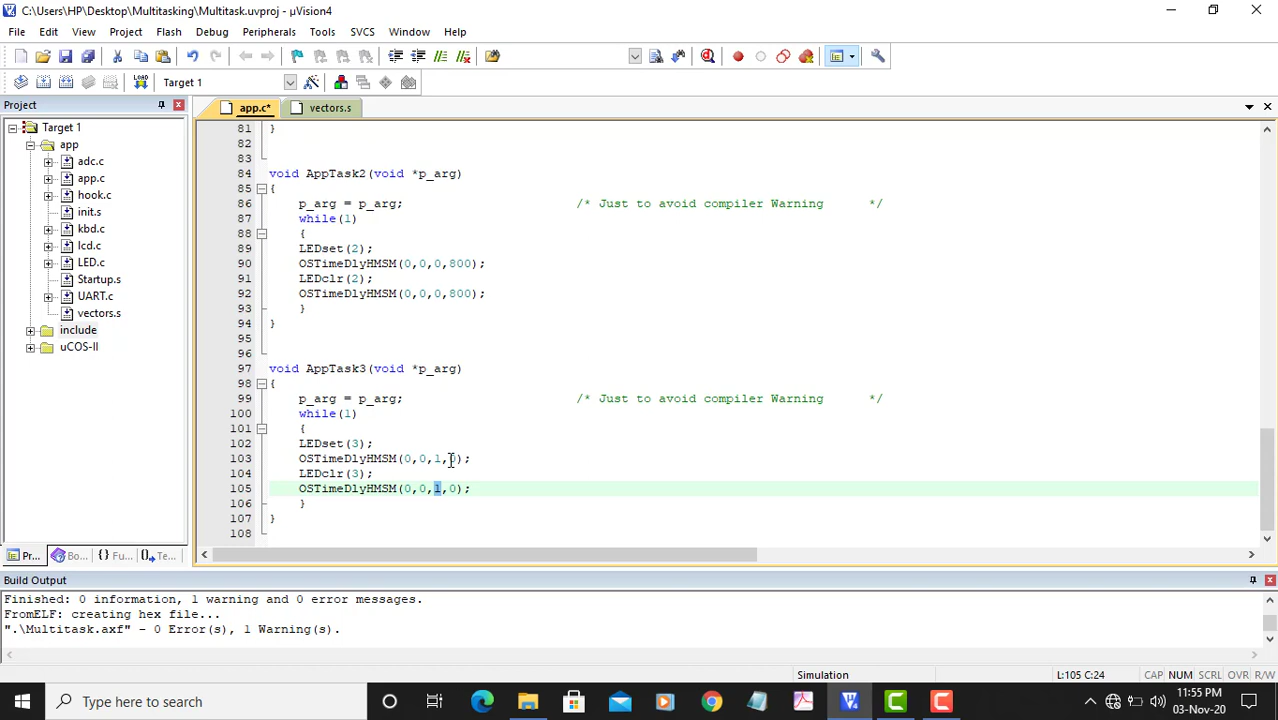 C:\Users\HP\Desktop\Multitasking\Multitask.uvproj - µVision4
File Edit View Project Flash Debug Peripherals Tools SVCS Window Help
LOAD Target 1
Project
app.c* vectors.s
Target 1
app
adc.c
app.c
hook.c
init.s
kbd.c
lcd.c
LED.c
Startup.s
UART.c
vectors.s
include
uCOS-II
81 }
82
83
84 void AppTask2(void *p_arg)
85 {
86 p_arg = p_arg; /* Just to avoid compiler Warning */
87 while(1)
88 {
89 LEDset(2);
90 OSTimeDlyHMSM(0,0,0,800);
91 LEDclr(2);
92 OSTimeDlyHMSM(0,0,0,800);
93 }
94 }
95
96
97 void AppTask3(void *p_arg)
98 {
99 p_arg = p_arg; /* Just to avoid compiler Warning */
100 while(1)
101 {
102 LEDset(3);
103 OSTimeDlyHMSM(0,0,1,0);
104 LEDclr(3);
105 OSTimeDlyHMSM(0,0,1,0);
106 }
107 }
108
Pr... Bo... {} Fu... Te...
Build Output
Finished: 0 information, 1 warning and 0 error messages.
FromELF: creating hex file...
".\Multitask.axf" - 0 Error(s), 1 Warning(s).
Simulation L:105 C:24 CAP NUM SCRL OVR R/W
Type here to search
11:55 PM
03-Nov-20